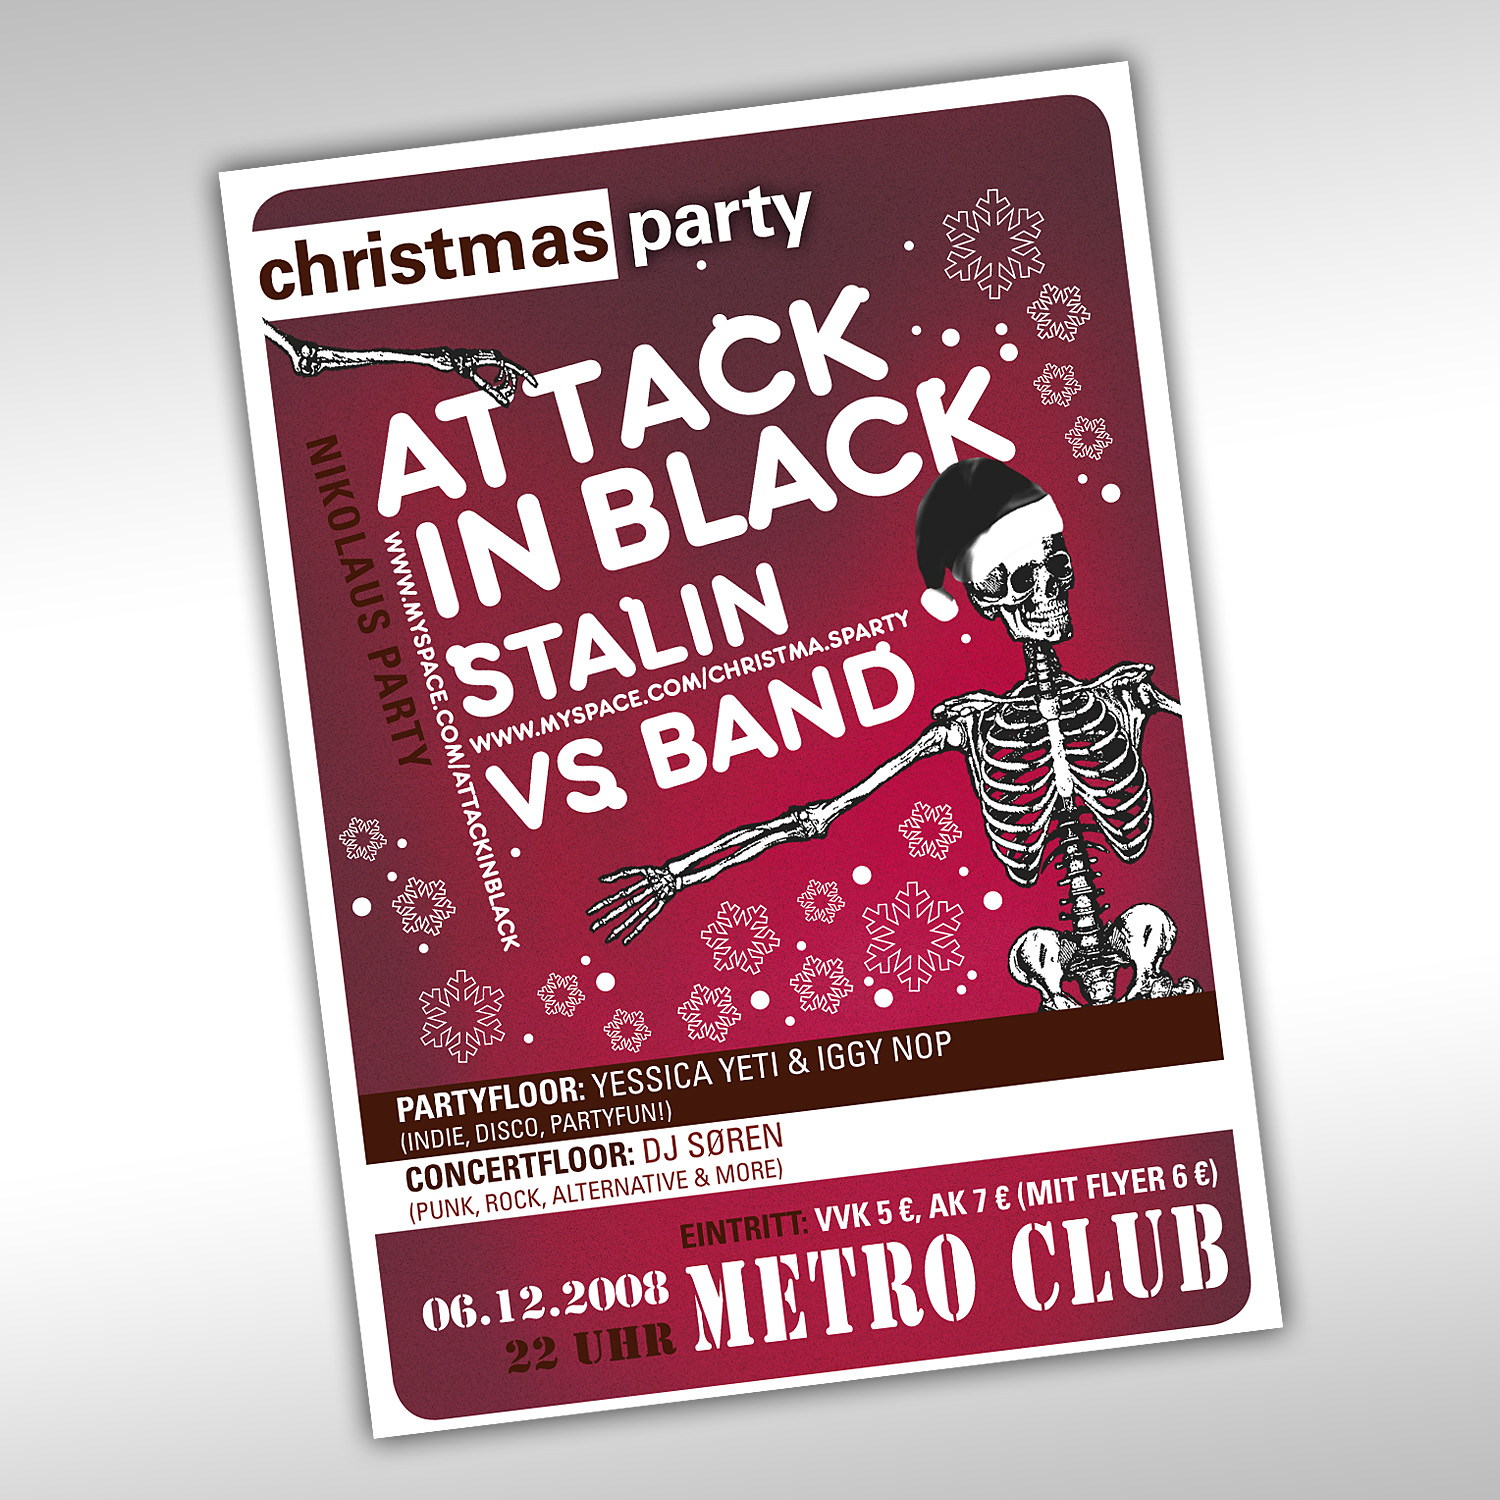 christmas party
ATTACK
IN BLACK
STALIN
WWW.MYSPACE.COM/CHRISTMA.SPARTY
VS BAND
NIKOLAUS PARTY
WWW.MYSPACE.COM/ATTACKINBLACK
PARTYFLOOR: YESSICA YETI & IGGY NOP
(INDIE, DISCO, PARTYFUN!)
CONCERTFLOOR: DJ SØREN
(PUNK, ROCK, ALTERNATIVE & MORE)
EINTRITT: VVK 5 €, AK 7 € (MIT FLYER 6 €)
06.12.2008
22 UHR
METRO CLUB